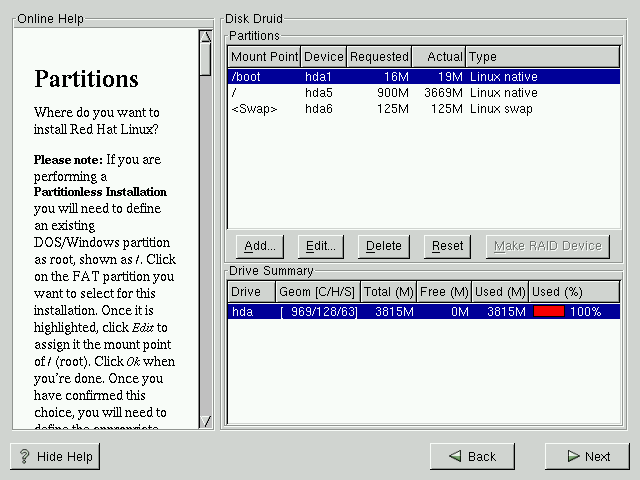 Online Help
Partitions
Where do you want to
install Red Hat Linux?
Please note: If you are
performing a
Partitionless Installation
you will need to define
an existing
DOS/Windows partition
as root, shown as /. Click
on the FAT partition you
want to select for this
installation. Once it is
highlighted, click Edit to
assign it the mount point
of / (root). Click Ok when
you're done. Once you
have confirmed this
choice, you will need to
define the appropriate
Disk Druid
Partitions
Mount Point Device Requested Actual Type
/boot hda1 16M 19M Linux native
/ hda5 900M 3669M Linux native
<Swap> hda6 125M 125M Linux swap
Add... Edit... Delete Reset Make RAID Device
Drive Summary
Drive Geom [C/H/S] Total (M) Free (M) Used (M) Used (%)
hda [ 969/128/63] 3815M 0M 3815M 100%
Hide Help Back Next